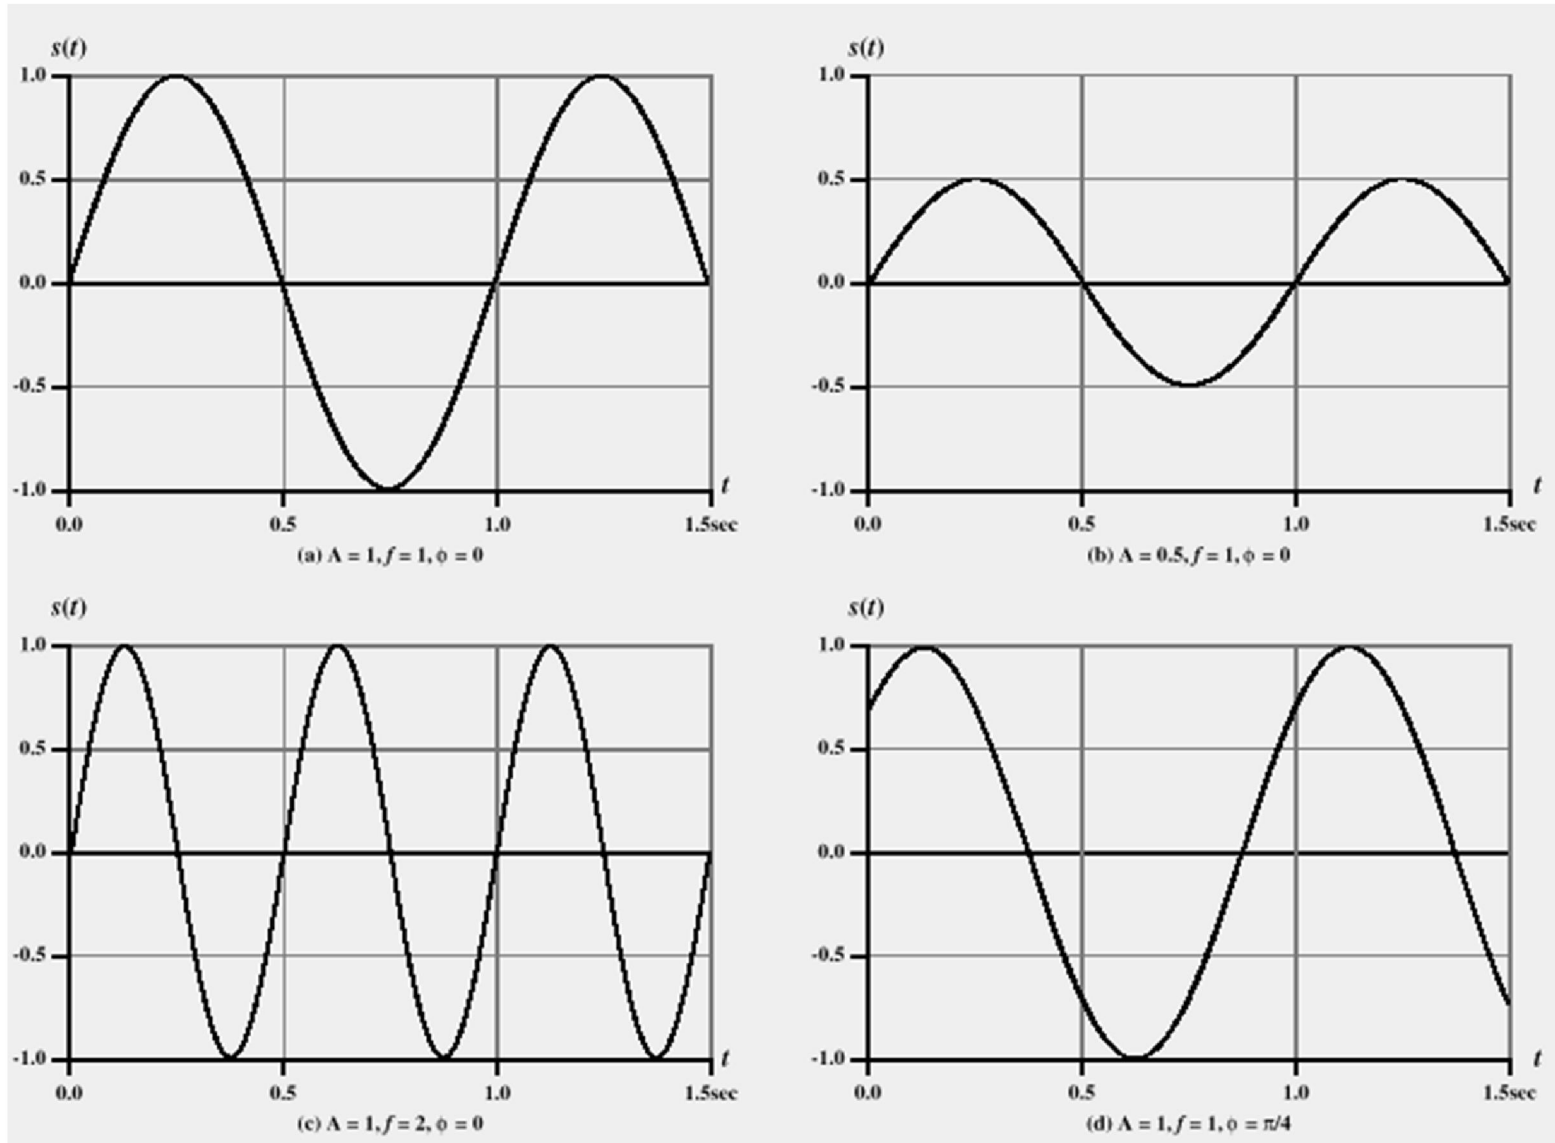 s(t)
1.0
0.5
0.0
-0.5
-1.0
t
0.0 0.5 1.0 1.5sec
(a) A = 1, f = 1, ϕ = 0
s(t)
1.0
0.5
0.0
-0.5
-1.0
t
0.0 0.5 1.0 1.5sec
(b) A = 0.5, f = 1, ϕ = 0
s(t)
1.0
0.5
0.0
-0.5
-1.0
t
0.0 0.5 1.0 1.5sec
(c) A = 1, f = 2, ϕ = 0
s(t)
1.0
0.5
0.0
-0.5
-1.0
t
0.0 0.5 1.0 1.5sec
(d) A = 1, f = 1, ϕ = π/4